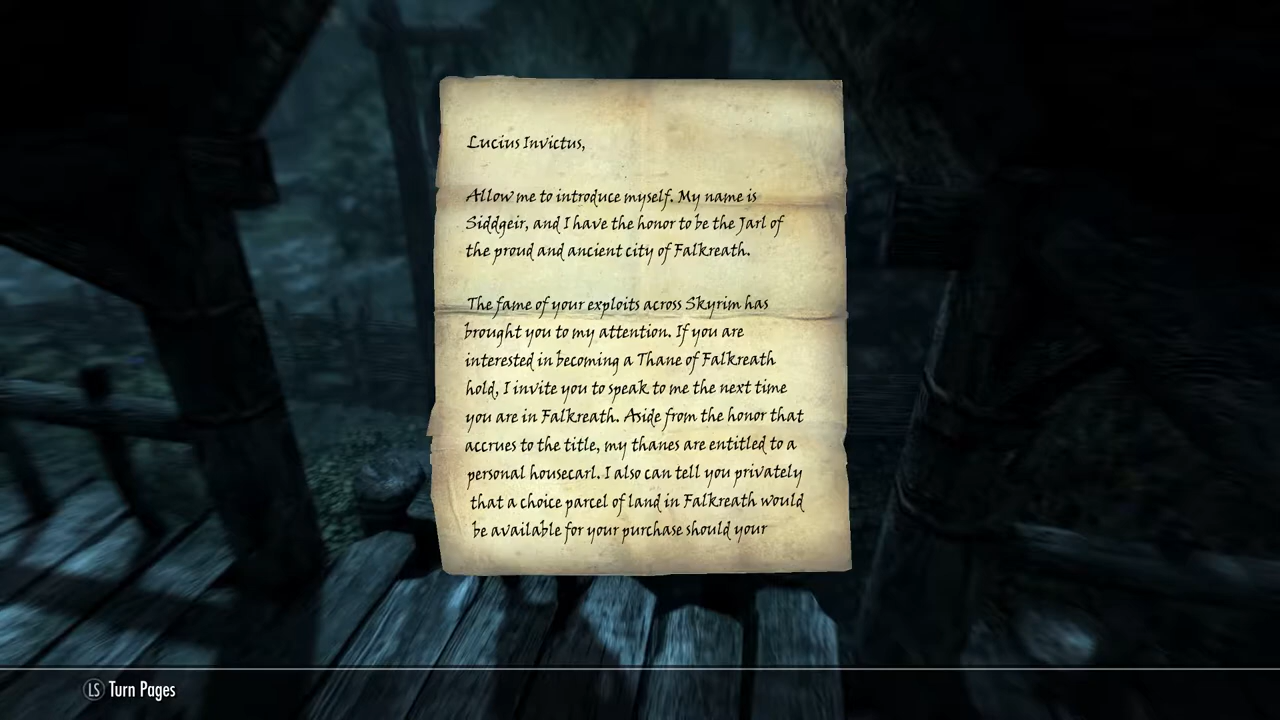 Lucius Invictus,
Allow me to introduce myself. My name is
Siddgeir, and I have the honor to be the Jarl of
the proud and ancient city of Falkreath.
The fame of your exploits across Skyrim has
brought you to my attention. If you are
interested in becoming a Thane of Falkreath
hold, I invite you to speak to me the next time
you are in Falkreath. Aside from the honor that
accrues to the title, my thanes are entitled to a
personal housecarl. I also can tell you privately
that a choice parcel of land in Falkreath would
be available for your purchase should your
LS Turn Pages